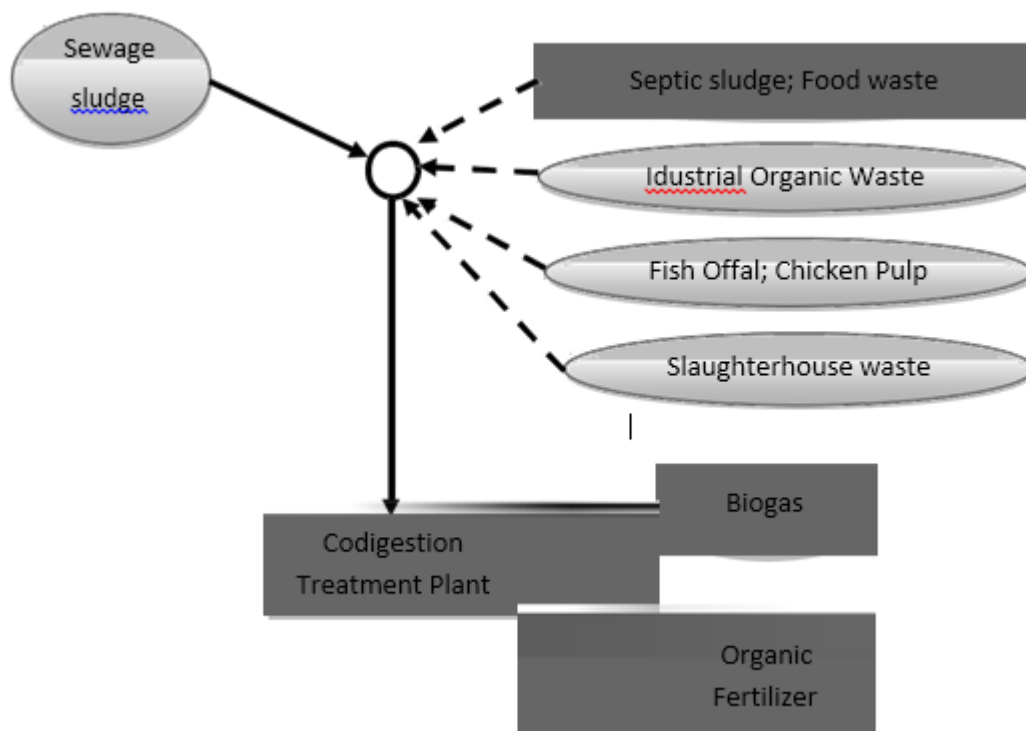 Sewage
sludge
Septic sludge; Food waste
Idustrial Organic Waste
Fish Offal; Chicken Pulp
Slaughterhouse waste
Biogas
Codigestion
Treatment Plant
Organic
Fertilizer